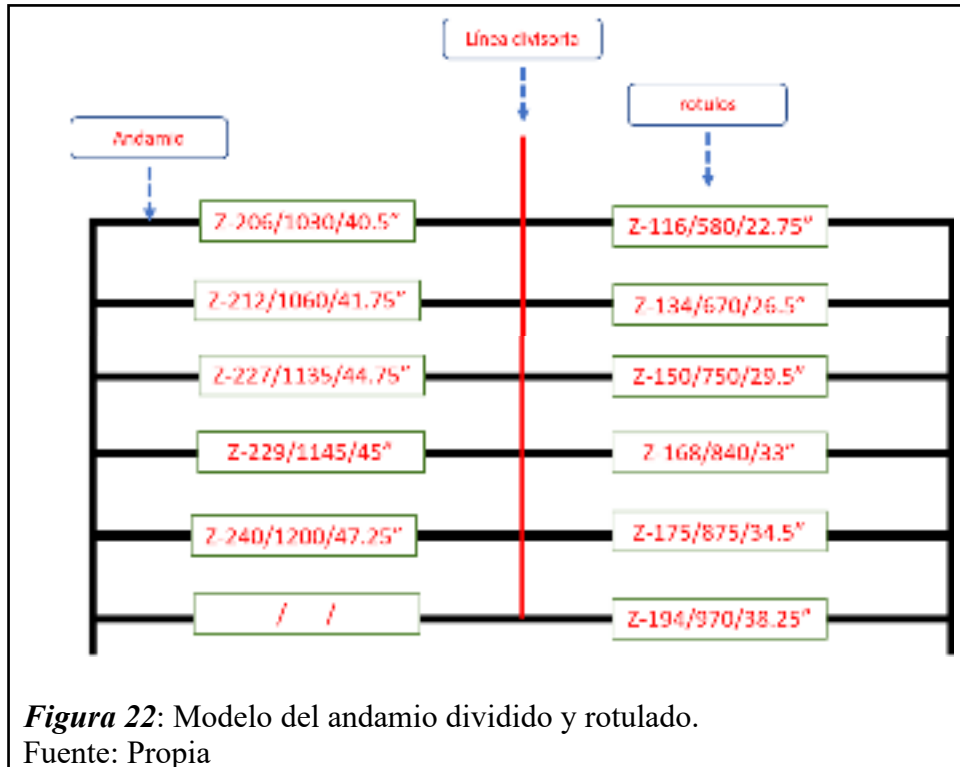 Línea divisoria
rotulos
Andamio
Z-206/1030/40.5"
Z-116/580/22.75"
Z-212/1060/41.75"
Z-134/670/26.5"
Z-227/1135/44.75"
Z-150/750/29.5"
Z-229/1145/45"
Z-168/840/33"
Z-240/1200/47.25"
Z-175/875/34.5"
/ /
Z-194/970/38.25"
Figura 22: Modelo del andamio dividido y rotulado.
Fuente: Propia